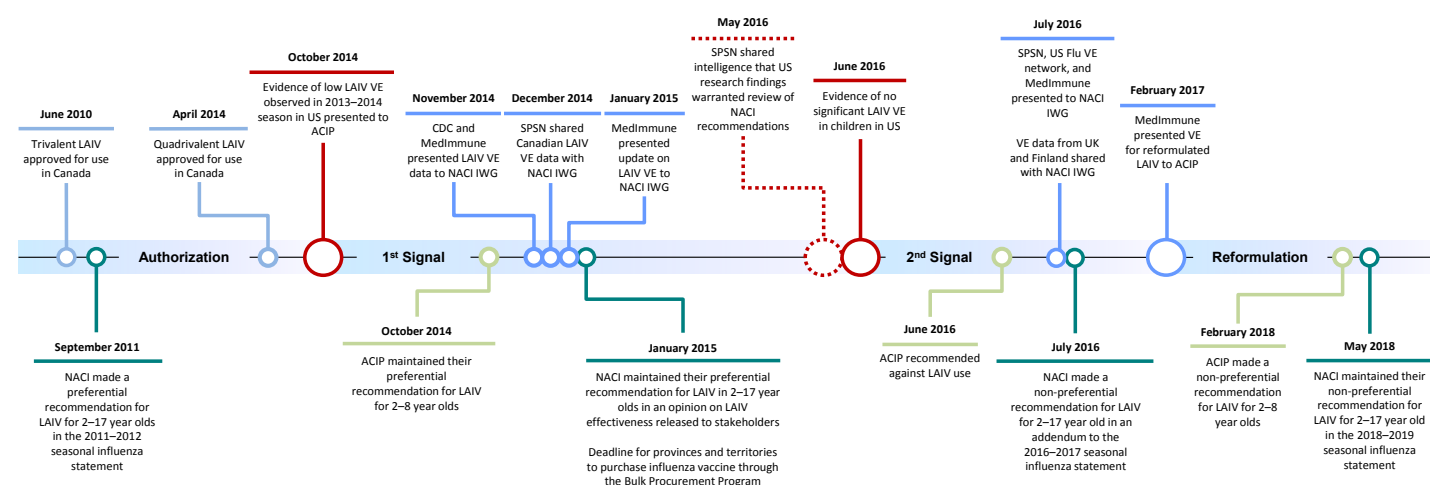 June 2010
Trivalent LAIV
approved for use
in Canada
April 2014
Quadrivalent LAIV
approved for use
in Canada
October 2014
Evidence of low LAIV VE
observed in 2013–2014
season in US presented to
ACIP
November 2014
CDC and
MedImmune
presented LAIV VE
data to NACI IWG
December 2014
SPSN shared
Canadian LAIV
VE data with
NACI IWG
January 2015
MedImmune
presented
update on
LAIV VE to
NACI IWG
May 2016
SPSN shared
intelligence that US
research findings
warranted review of
NACI
recommendations
June 2016
Evidence of no
significant LAIV VE
in children in US
July 2016
SPSN, US Flu VE
network, and
MedImmune
presented to NACI
IWG
VE data from UK
and Finland shared
with NACI IWG
February 2017
MedImmune
presented VE
for reformulated
LAIV to ACIP
Authorization
1st Signal
2nd Signal
Reformulation
September 2011
NACI made a
preferential
recommendation for
LAIV for 2–17 year olds
in the 2011–2012
seasonal influenza
statement
October 2014
ACIP maintained their
preferential
recommendation for LAIV
for 2–8 year olds
January 2015
NACI maintained their preferential
recommendation for LAIV in 2–17 year
olds in an opinion on LAIV
effectiveness released to stakeholders
Deadline for provinces and territories
to purchase influenza vaccine through
the Bulk Procurement Program
June 2016
ACIP recommended
against LAIV use
July 2016
NACI made a
non-preferential
recommendation for LAIV
for 2–17 year old in an
addendum to the
2016–2017 seasonal
influenza statement
February 2018
ACIP made a
non-preferential
recommendation
for LAIV for 2–8
year olds
May 2018
NACI maintained their
non-preferential
recommendation for
LAIV for 2–17 year old
in the 2018–2019
seasonal influenza
statement